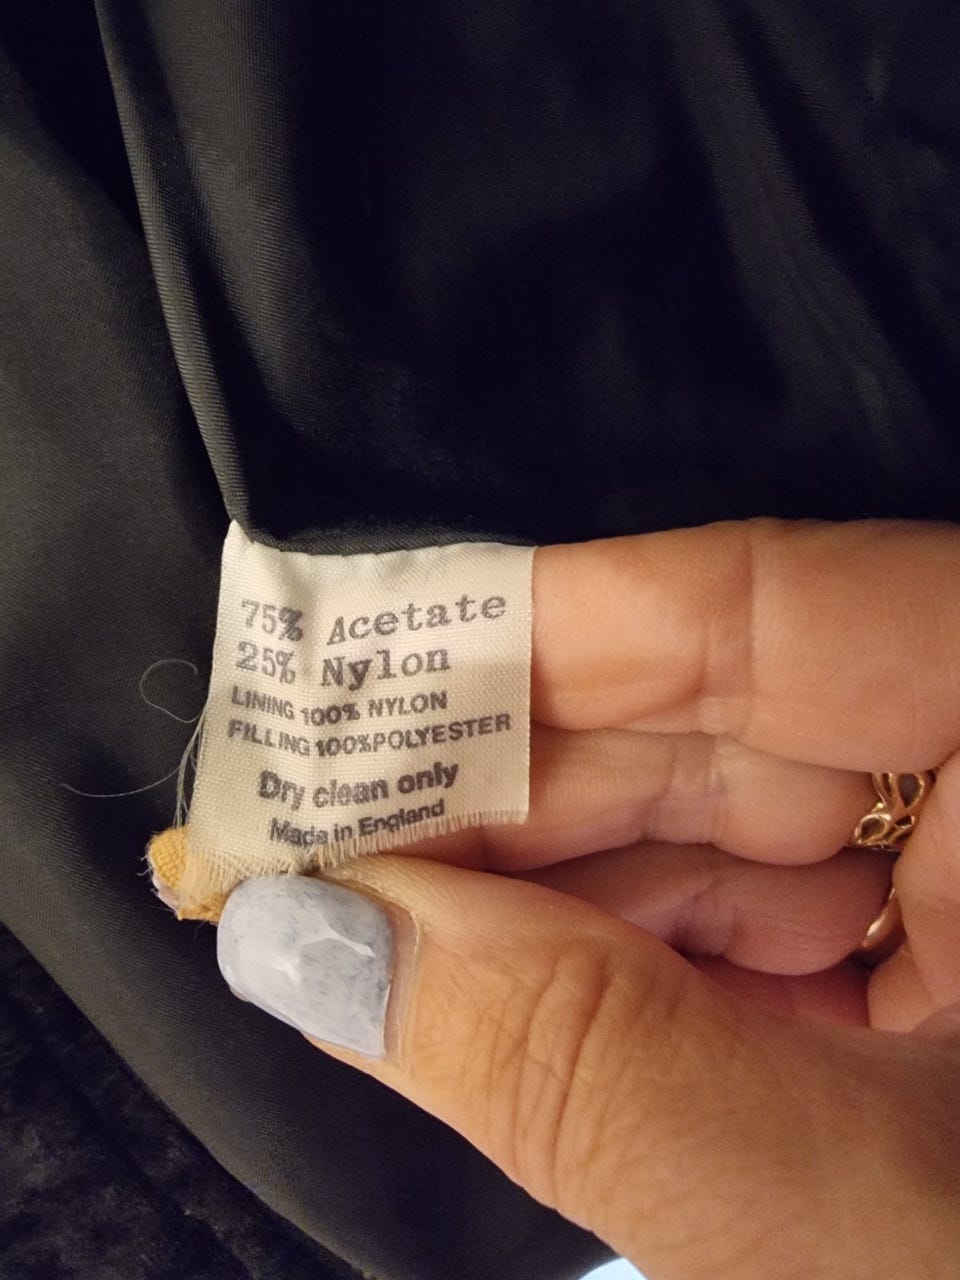 75% Acetate
25% Nylon
LINING 100% NYLON
FILLING 100%POLYESTER
Dry clean only
Made in England